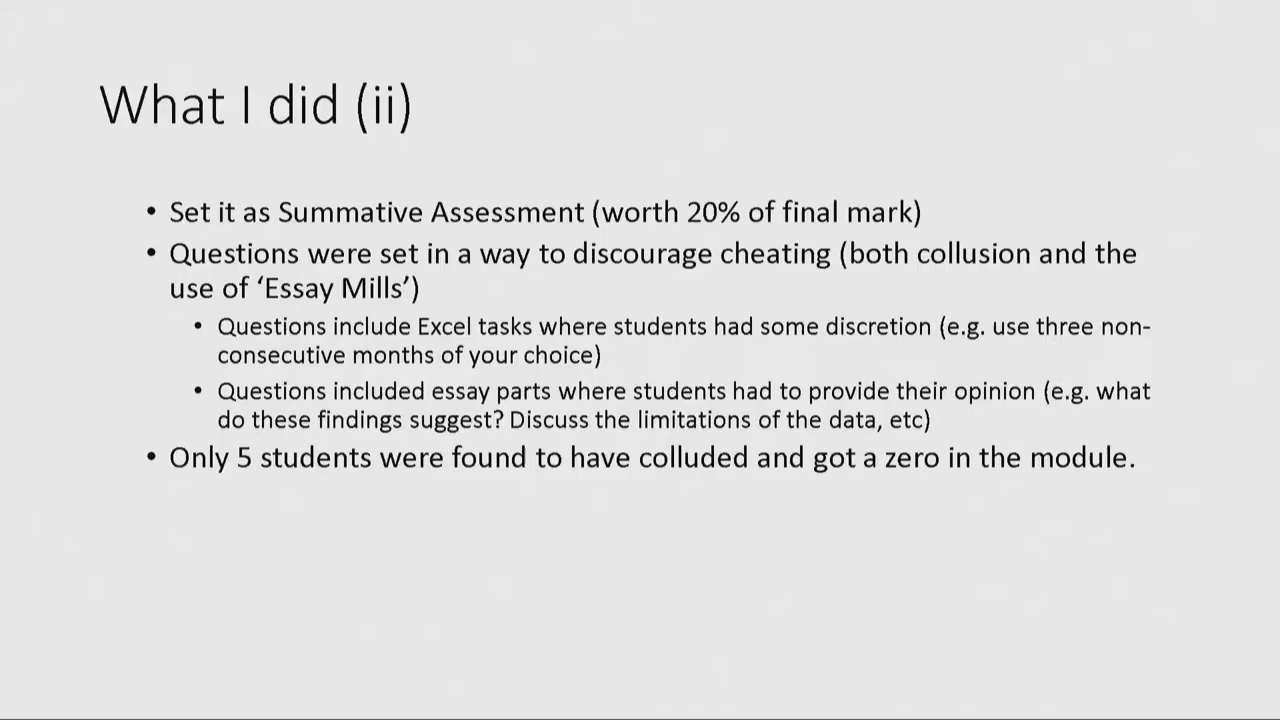 What I did (ii)
• Set it as Summative Assessment (worth 20% of final mark)
• Questions were set in a way to discourage cheating (both collusion and the
use of ‘Essay Mills’)
• Questions include Excel tasks where students had some discretion (e.g. use three non-
consecutive months of your choice)
• Questions included essay parts where students had to provide their opinion (e.g. what
do these findings suggest? Discuss the limitations of the data, etc)
• Only 5 students were found to have colluded and got a zero in the module.